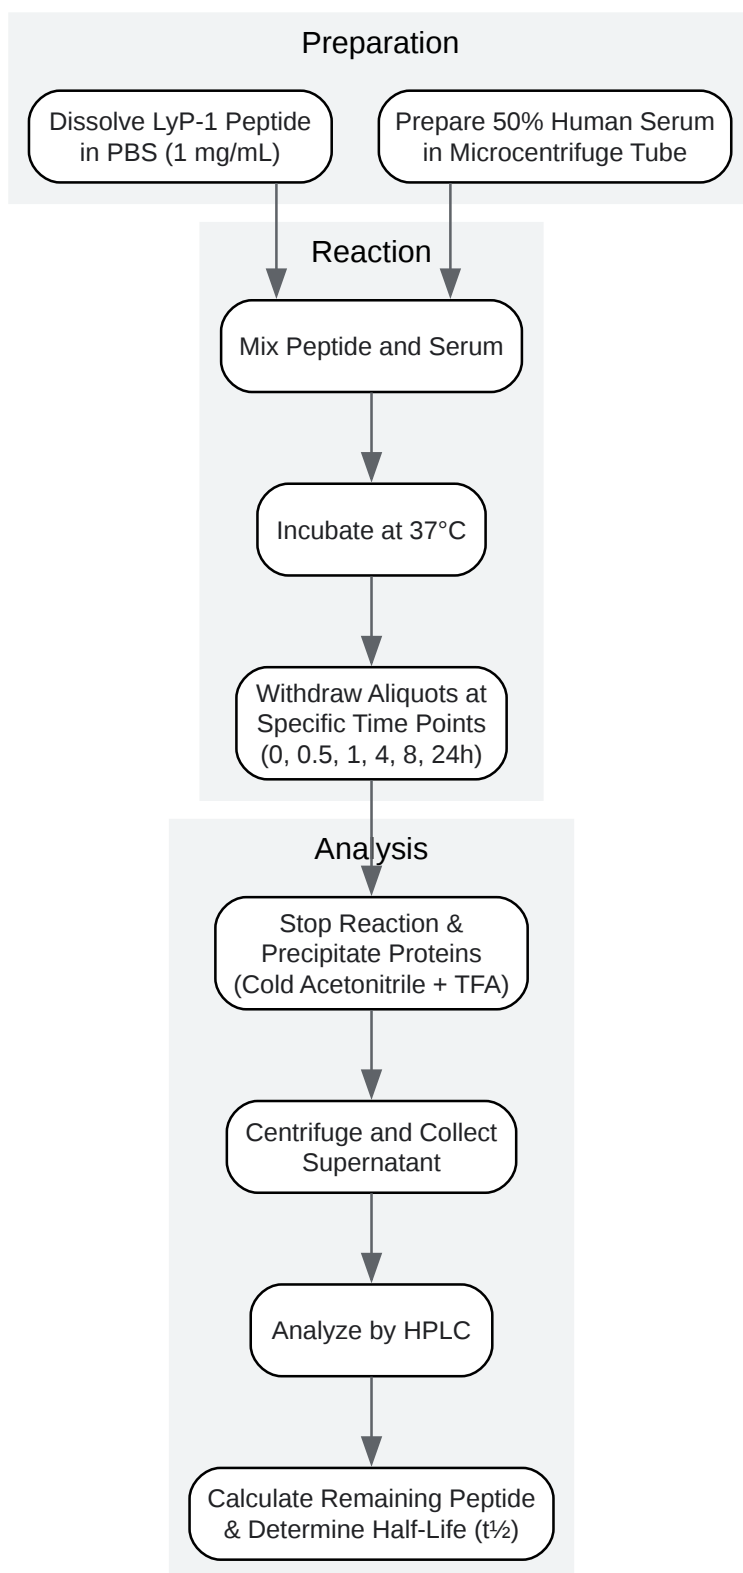 Preparation
Dissolve LyP-1 Peptide
in PBS (1 mg/mL)
Prepare 50% Human Serum
in Microcentrifuge Tube
Reaction
Mix Peptide and Serum
Incubate at 37°C
Withdraw Aliquots at
Specific Time Points
(0, 0.5, 1, 4, 8, 24h)
Analysis
Stop Reaction &
Precipitate Proteins
(Cold Acetonitrile + TFA)
Centrifuge and Collect
Supernatant
Analyze by HPLC
Calculate Remaining Peptide
& Determine Half-Life (t½)